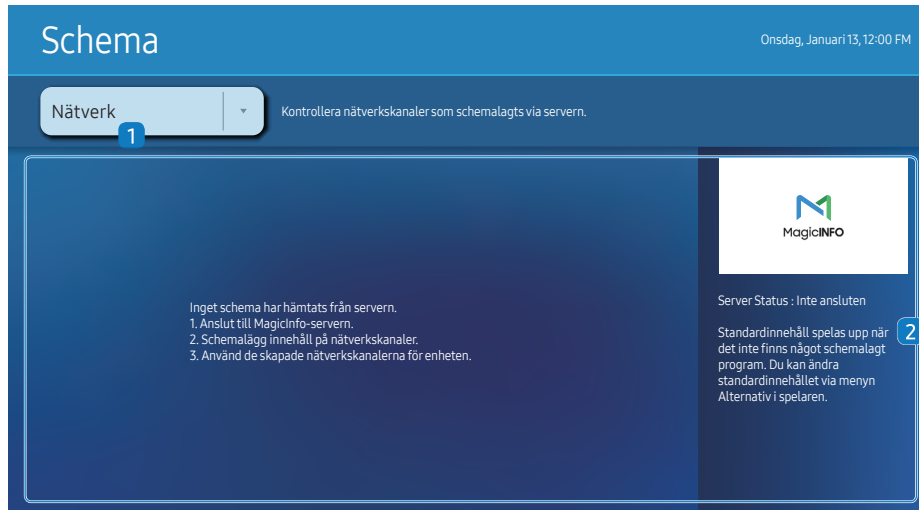 Schema
Onsdag, Januari 13, 12:00 FM
Nätverk
1
Kontrollera nätverkskanaler som schemalagts via servern.
MagicINFO
Inget schema har hämtats från servern.
1. Anslut till MagicInfo-servern.
2. Schemalägg innehåll på nätverkskanaler.
3. Använd de skapade nätverkskanalerna för enheten.
Server Status : Inte ansluten
Standardinnehåll spelas upp när
det inte finns något schemalagt
program. Du kan ändra
standardinnehållet via menyn
Alternativ i spelaren.
2